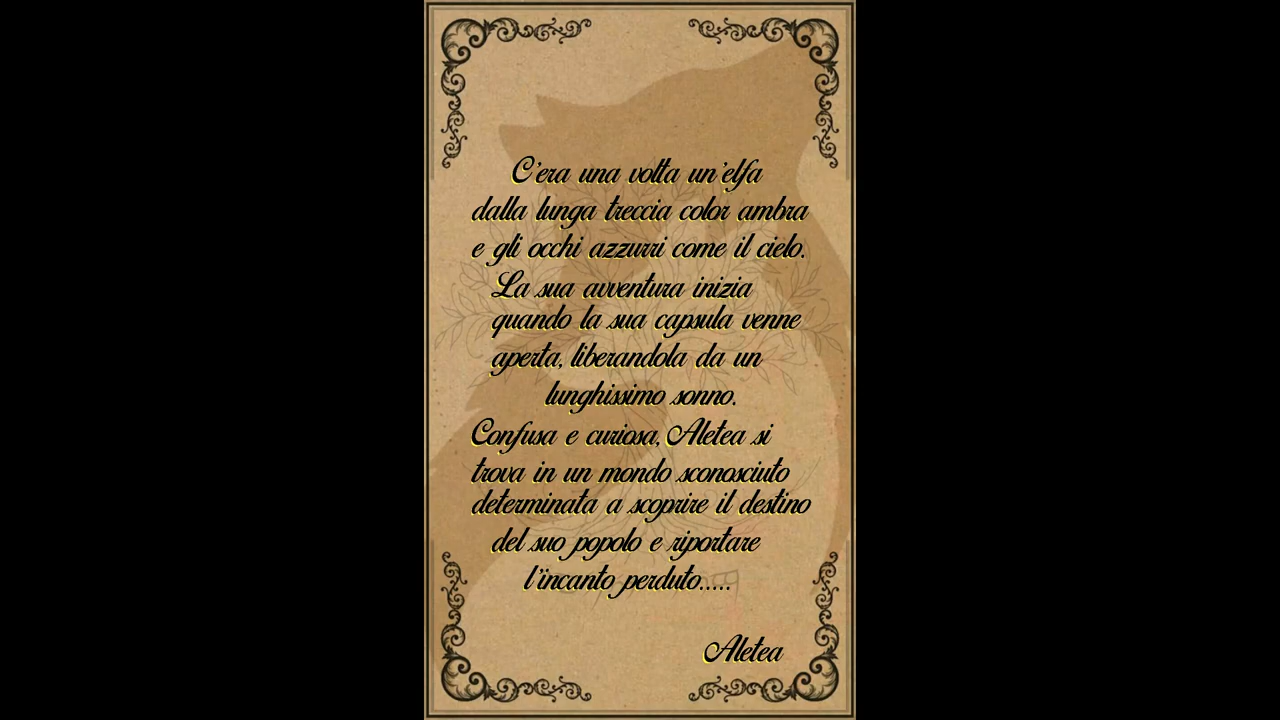 C'era una volta un'elfa
dalla lunga treccia color ambra
e gli occhi azzurri come il cielo.
La sua avventura inizia
quando la sua capsula venne
aperta, liberandola da un
lunghissimo sonno.
Confusa e curiosa, Aletea si
trova in un mondo sconosciuto
determinata a scoprire il destino
del suo popolo e riportare
l'incanto perduto.....
Aletea